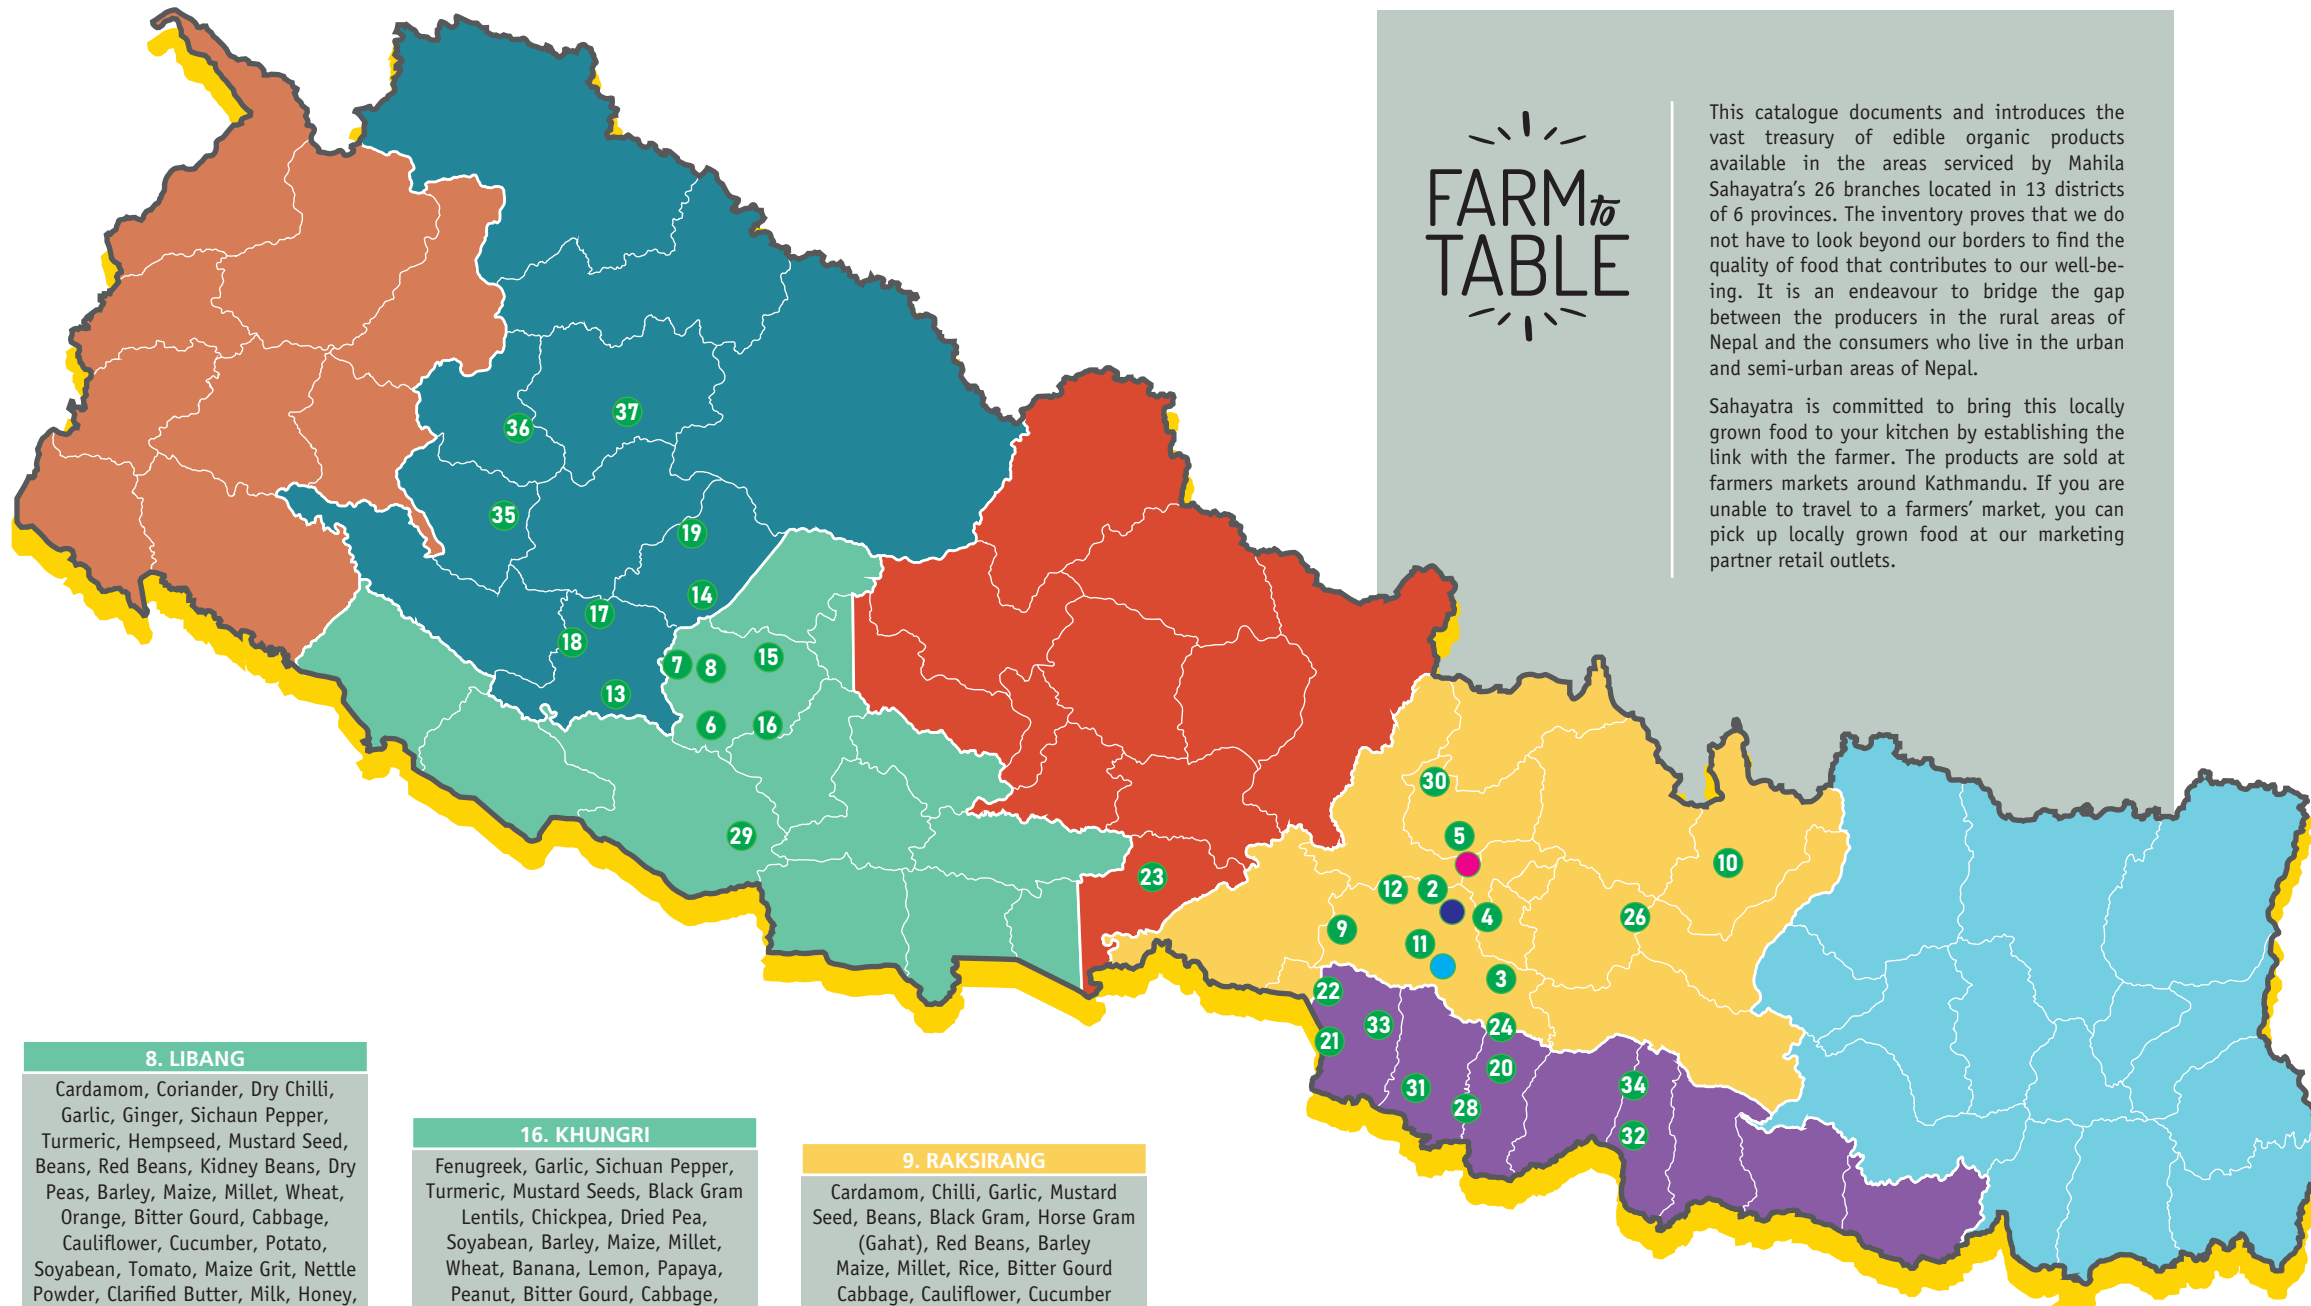 FARM to
TABLE
This catalogue documents and introduces the
vast treasury of edible organic products
available in the areas serviced by Mahila
Sahayatra's 26 branches located in 13 districts
of 6 provinces. The inventory proves that we do
not have to look beyond our borders to find the
quality of food that contributes to our well-be-
ing. It is an endeavour to bridge the gap
between the producers in the rural areas of
Nepal and the consumers who live in the urban
and semi-urban areas of Nepal.
Sahayatra is committed to bring this locally
grown food to your kitchen by establishing the
link with the farmer. The products are sold at
farmers markets around Kathmandu. If you are
unable to travel to a farmers' market, you can
pick up locally grown food at our marketing
partner retail outlets.
37
36
35
19
14
17
18
7
8
15
13
6
16
30
29
5
10
23
12
2
4
26
9
11
3
22
33
24
21
20
31
34
28
32
8. LIBANG
Cardamom, Coriander, Dry Chilli,
Garlic, Ginger, Sichaun Pepper,
Turmeric, Hempseed, Mustard Seed,
Beans, Red Beans, Kidney Beans, Dry
Peas, Barley, Maize, Millet, Wheat,
Orange, Bitter Gourd, Cabbage,
Cauliflower, Cucumber, Potato,
Soyabean, Tomato, Maize Grit, Nettle
Powder, Clarified Butter, Milk, Honey,
16. KHUNGRI
Fenugreek, Garlic, Sichuan Pepper,
Turmeric, Mustard Seeds, Black Gram
Lentils, Chickpea, Dried Pea,
Soyabean, Barley, Maize, Millet,
Wheat, Banana, Lemon, Papaya,
Peanut, Bitter Gourd, Cabbage,
9. RAKSIRANG
Cardamom, Chilli, Garlic, Mustard
Seed, Beans, Black Gram, Horse Gram
(Gahat), Red Beans, Barley
Maize, Millet, Rice, Bitter Gourd
Cabbage, Cauliflower, Cucumber